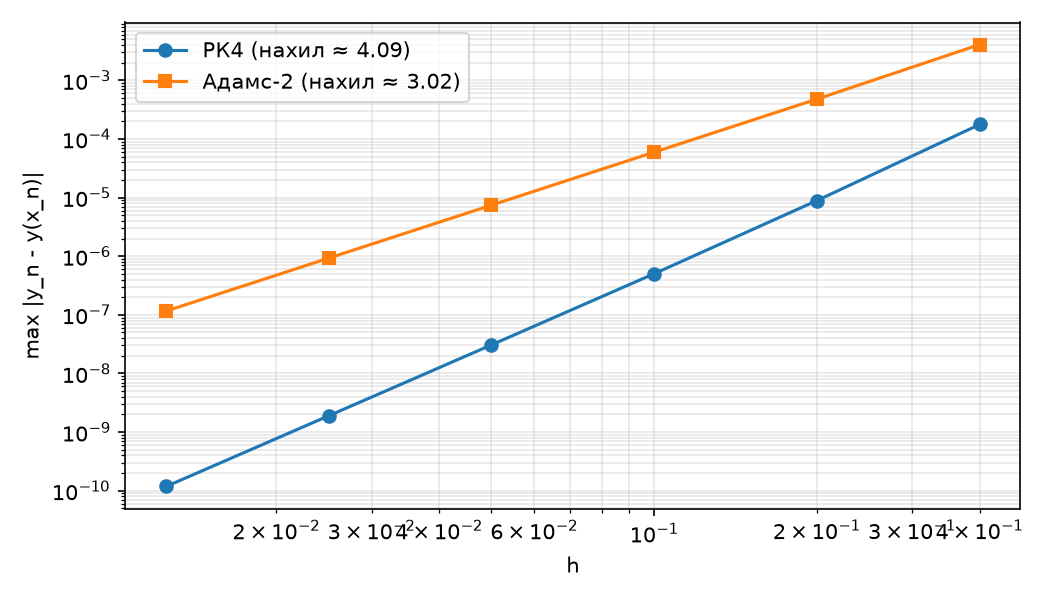 РК4 (нахил ≈ 4.09)
Адамс-2 (нахил ≈ 3.02)
max |y_n - y(x_n)|
10⁻³
10⁻⁴
10⁻⁵
10⁻⁶
10⁻⁷
10⁻⁸
10⁻⁹
10⁻¹⁰
2 × 10⁻² 3 × 10⁻² 4 × 10⁻² 6 × 10⁻² 10⁻¹ 2 × 10⁻¹ 3 × 10⁻¹ 4 × 10⁻¹
h